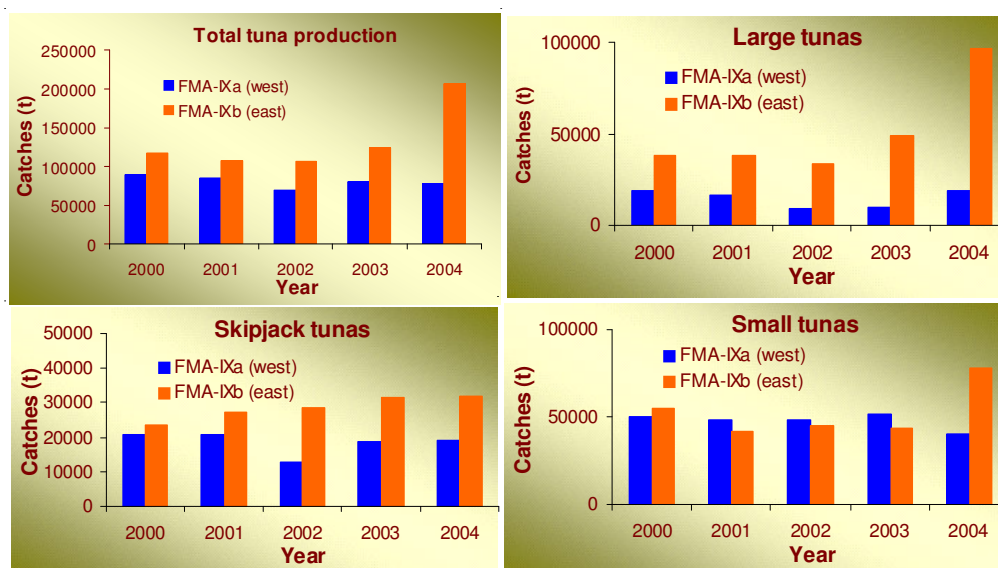 Total tuna production
Catches (t)
250000
200000
150000
100000
50000
0
FMA-IXa (west)
FMA-IXb (east)
2000 2001 2002 2003 2004
Year
Large tunas
Catches (t)
100000
50000
0
FMA-IXa (west)
FMA-IXb (east)
2000 2001 2002 2003 2004
Year
Skipjack tunas
Catches (t)
50000
40000
30000
20000
10000
0
FMA-IXa (west)
FMA-IXb (east)
2000 2001 2002 2003 2004
Year
Small tunas
Catches (t)
100000
50000
0
FMA-IXa (west)
FMA-IXb (east)
2000 2001 2002 2003 2004
Year